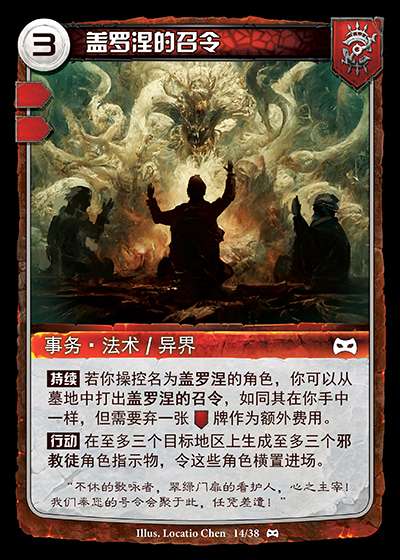 3
盖罗涅的召令
事务·法术/异界
持续 若你操控名为盖罗涅的角色，你可以从
墓地中打出盖罗涅的召令，如同其在你手中
一样，但需要弃一张 牌作为额外费用。
行动 在至多三个目标地区上生成至多三个邪
教徒角色指示物，令这些角色横置进场。
“不休的歌咏者，翠绿门扉的看护人，心之主宰！
我们奉您的号令会聚于此，任凭差遣！”
Illus. Locatio Chen 14/38